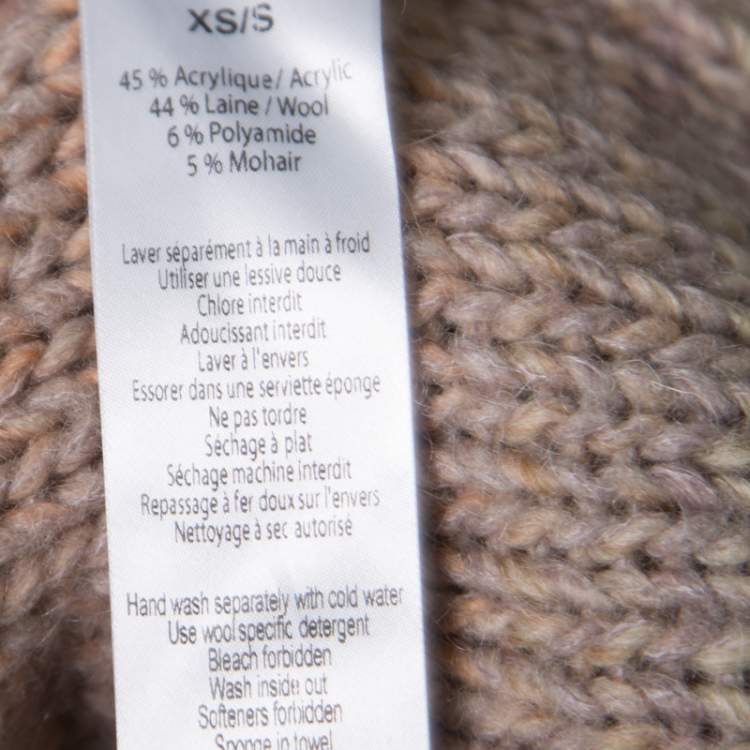 XS/S
45 % Acrylique / Acrylic
44 % Laine / Wool
6 % Polyamide
5 % Mohair
Laver séparément à la main à froid
Utiliser une lessive douce
Chlore interdit
Adoucissant interdit
Laver à l'envers
Essorer dans une serviette éponge
Ne pas tordre
Séchage à plat
Séchage machine interdit
Repassage à fer doux sur l'envers
Nettoyage à sec autorisé
Hand wash separately with cold water
Use wool specific detergent
Bleach forbidden
Wash inside out
Softeners forbidden
Sponge in towel